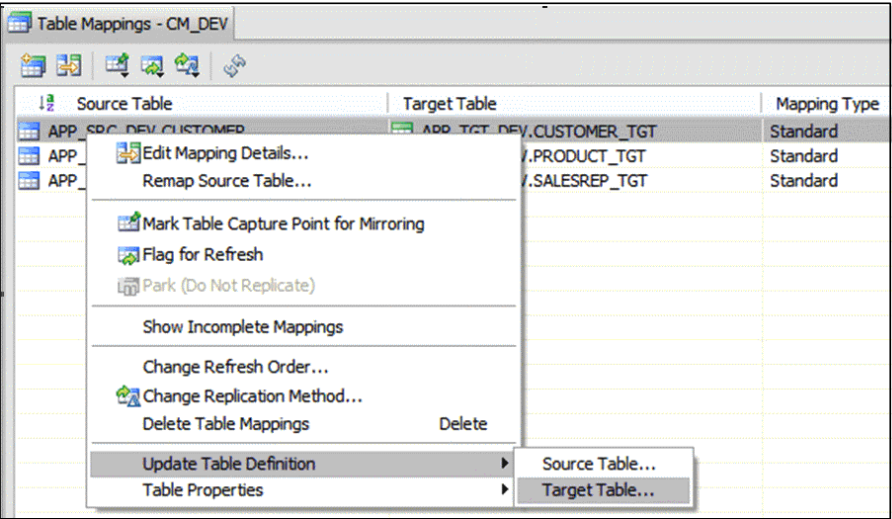 Table Mappings - CM_DEV
Source Table Target Table Mapping Type
APP_SRC_DEV.CUSTOMER APP_TGT_DEV.CUSTOMER_TGT Standard
APP_ V.PRODUCT_TGT Standard
APP_ V.SALESREP_TGT Standard
Edit Mapping Details...
Remap Source Table...
Mark Table Capture Point for Mirroring
Flag for Refresh
Park (Do Not Replicate)
Show Incomplete Mappings
Change Refresh Order...
Change Replication Method...
Delete Table Mappings Delete
Update Table Definition Source Table...
Table Properties Target Table...